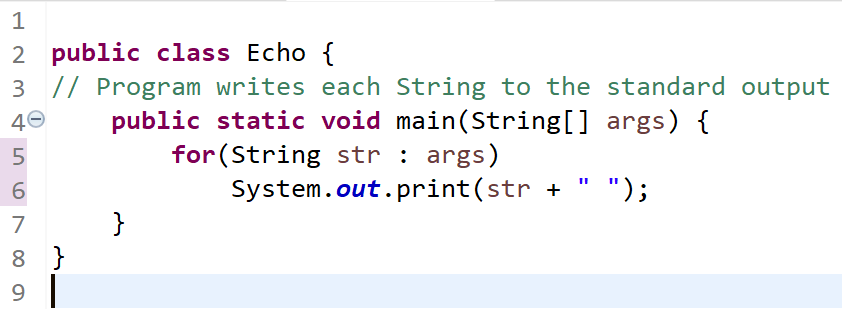 1
2 public class Echo {
3 // Program writes each String to the standard output
4 public static void main(String[] args) {
5 for(String str : args)
6 System.out.print(str + " ");
7 }
8 }
9